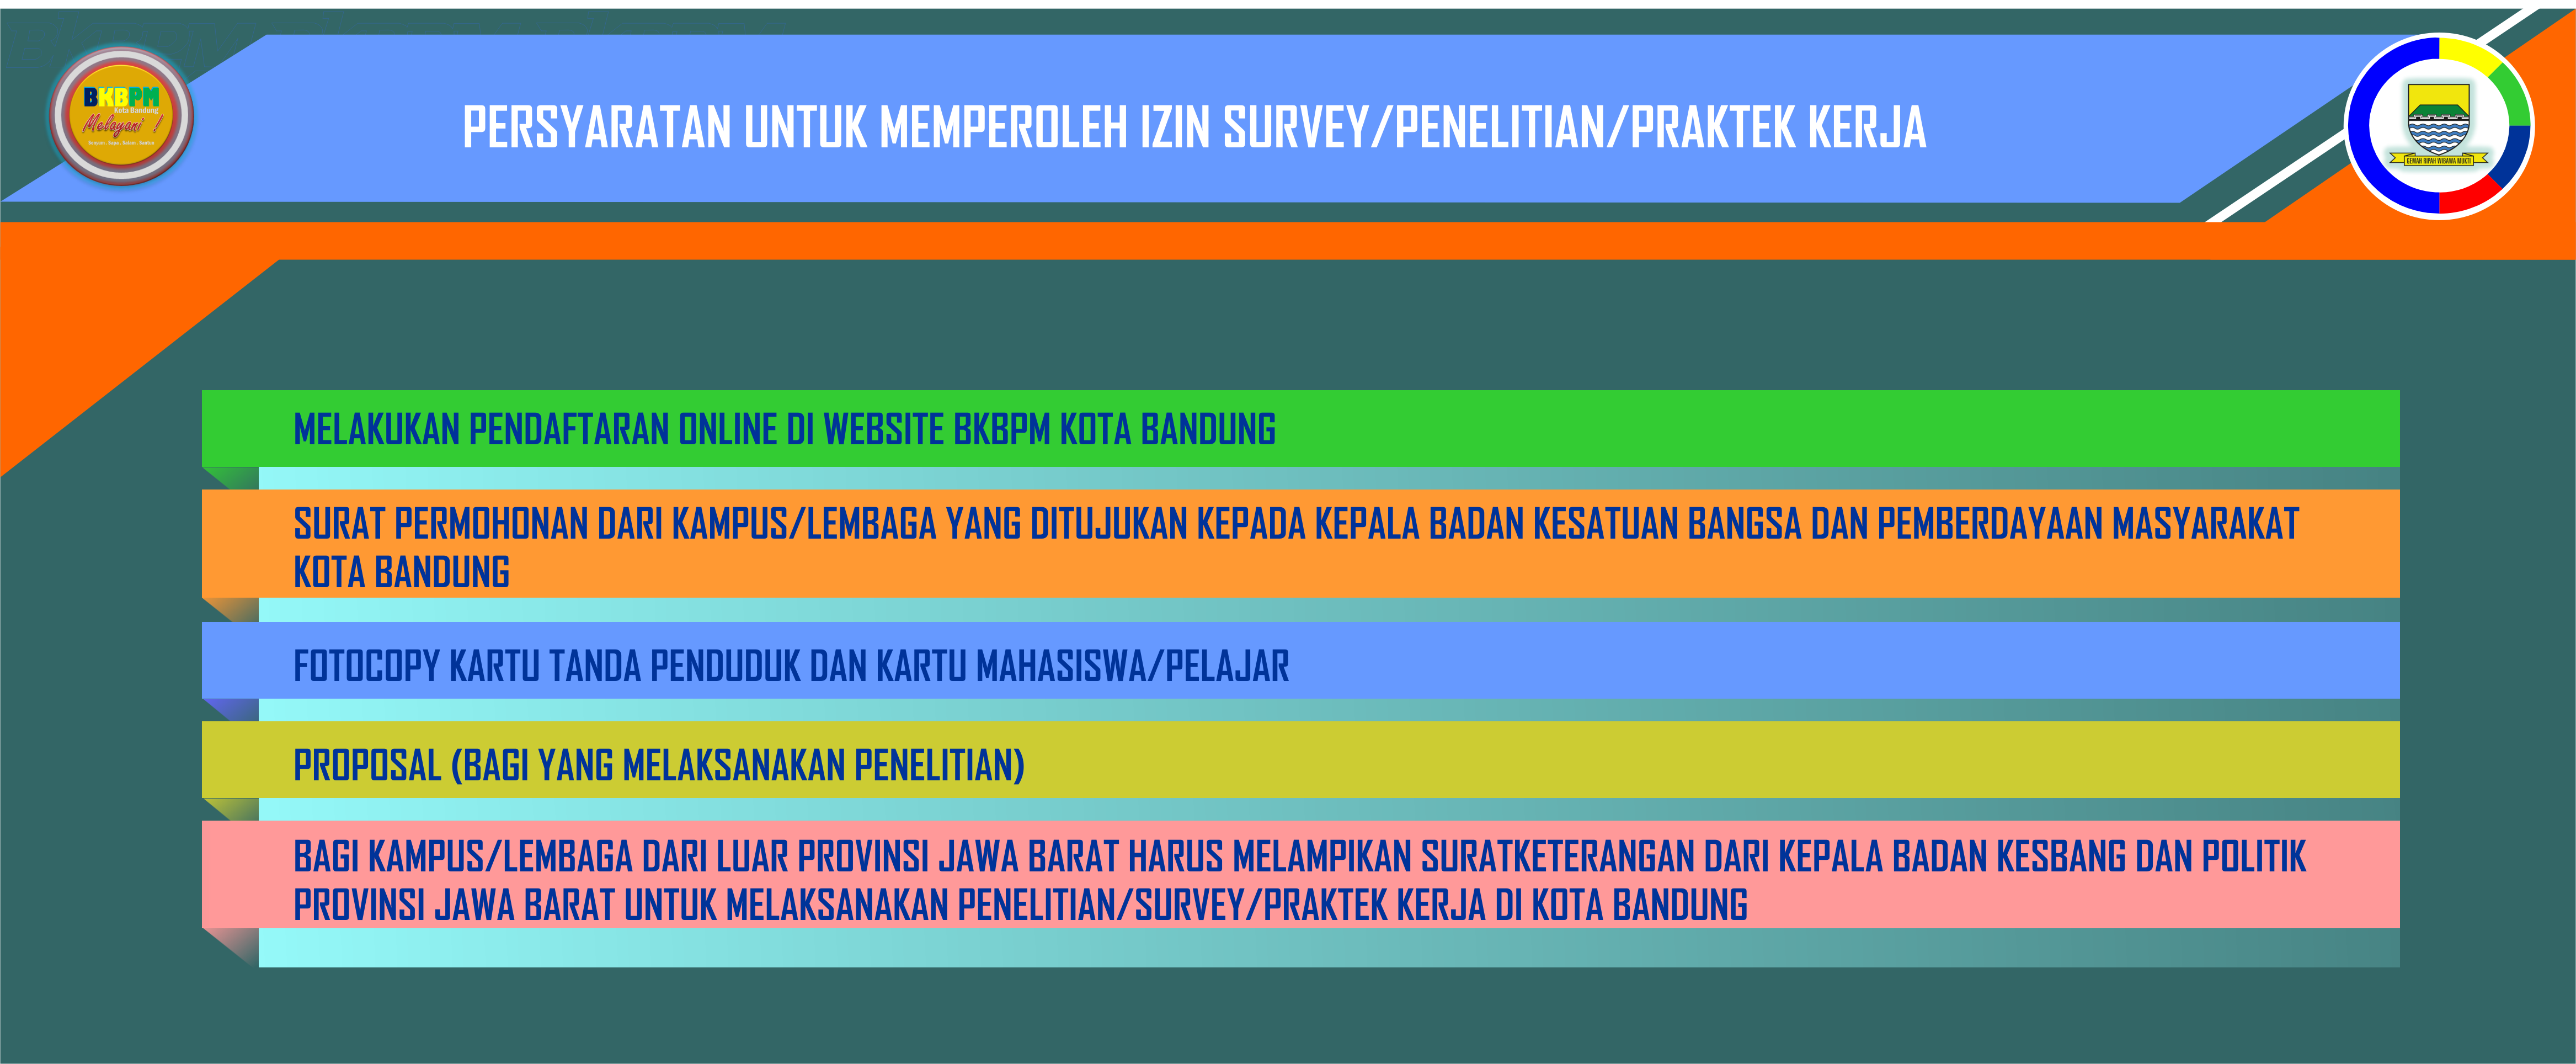 BKBPM
Kota Bandung
Melayani !
PERSYARATAN UNTUK MEMPEROLEH IZIN SURVEY/PENELITIAN/PRAKTEK KERJA
GEMAH RIPAH WIBAWA MUKTI
MELAKUKAN PENDAFTARAN ONLINE DI WEBSITE BKBPM KOTA BANDUNG
SURAT PERMOHONAN DARI KAMPUS/LEMBAGA YANG DITUJUKAN KEPADA KEPALA BADAN KESATUAN BANGSA DAN PEMBERDAYAAN MASYARAKAT
KOTA BANDUNG
FOTOCOPY KARTU TANDA PENDUDUK DAN KARTU MAHASISWA/PELAJAR
PROPOSAL (BAGI YANG MELAKSANAKAN PENELITIAN)
BAGI KAMPUS/LEMBAGA DARI LUAR PROVINSI JAWA BARAT HARUS MELAMPIKAN SURATKETERANGAN DARI KEPALA BADAN KESBANG DAN POLITIK
PROVINSI JAWA BARAT UNTUK MELAKSANAKAN PENELITIAN/SURVEY/PRAKTEK KERJA DI KOTA BANDUNG